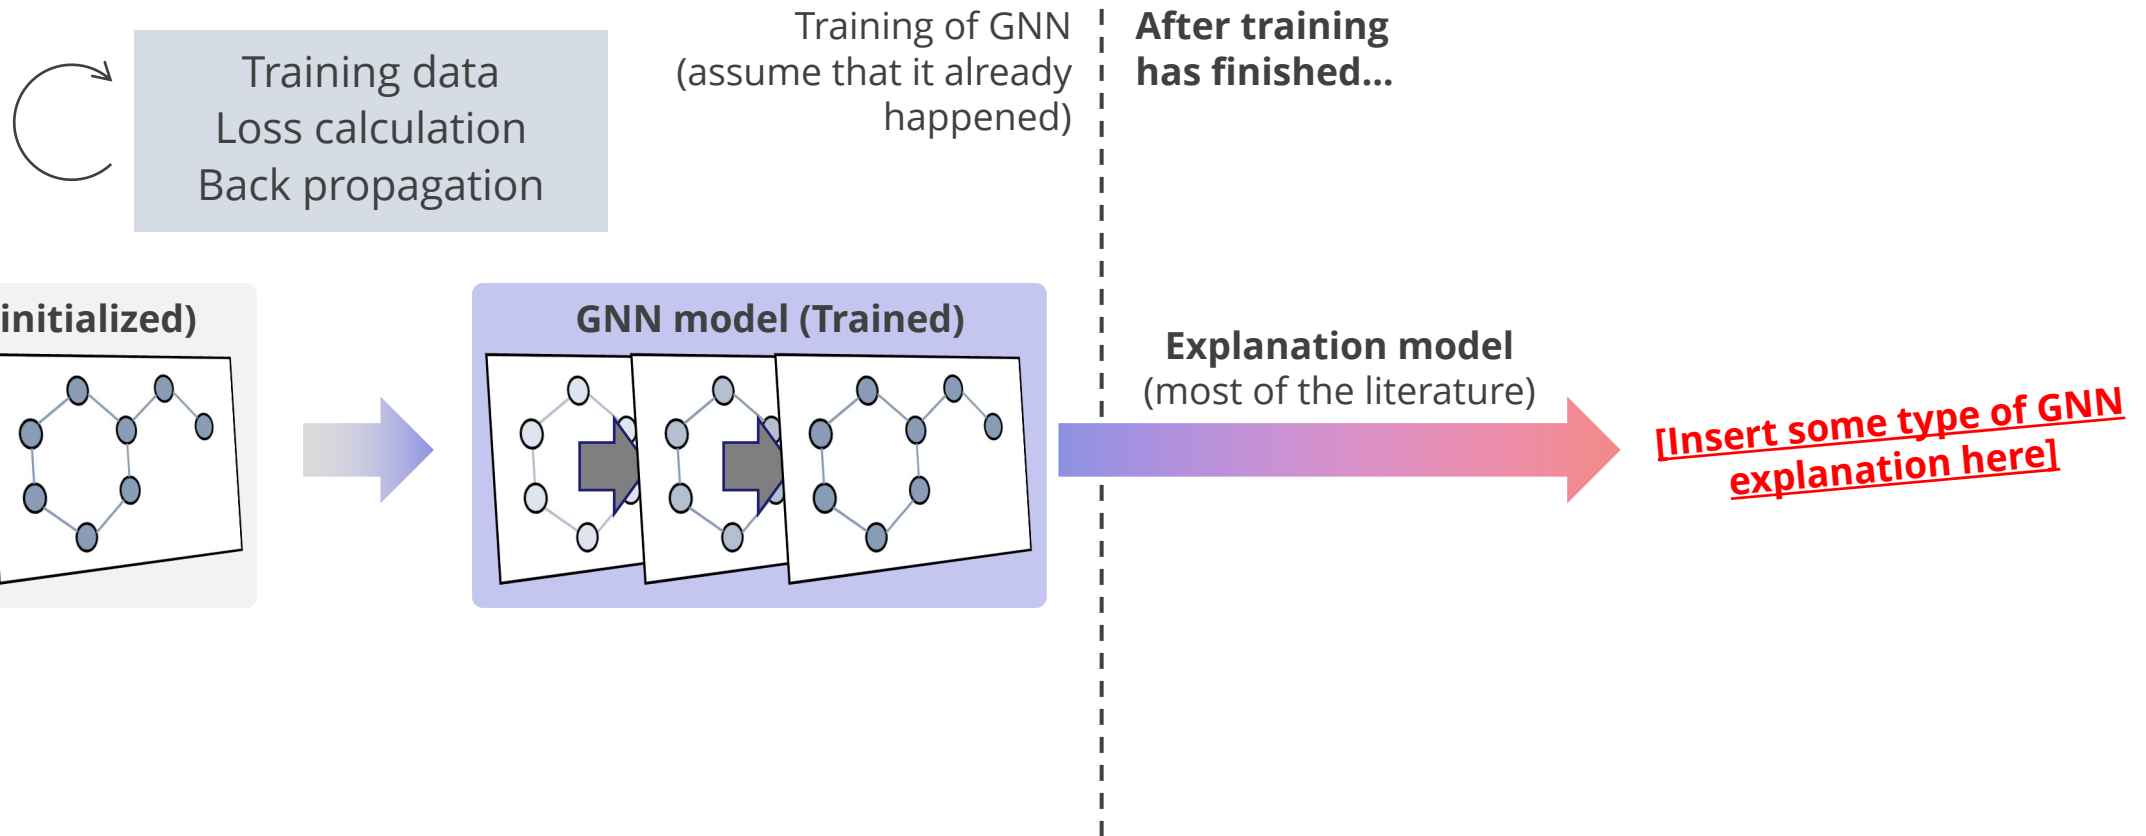 Training data
Loss calculation
Back propagation
Training of GNN
(assume that it already
happened)
After training
has finished...
initialized)
GNN model (Trained)
Explanation model
(most of the literature)
[Insert some type of GNN
explanation here]